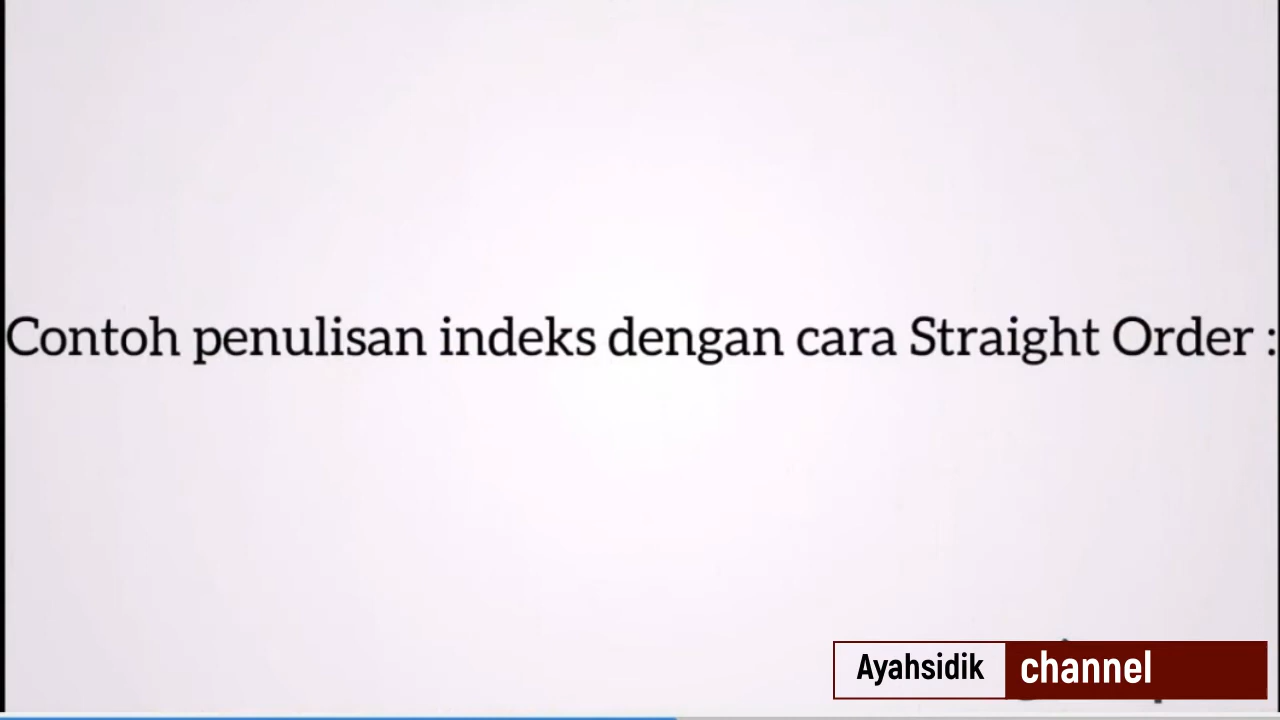 Contoh penulisan indeks dengan cara Straight Order :
Ayahsidik channel